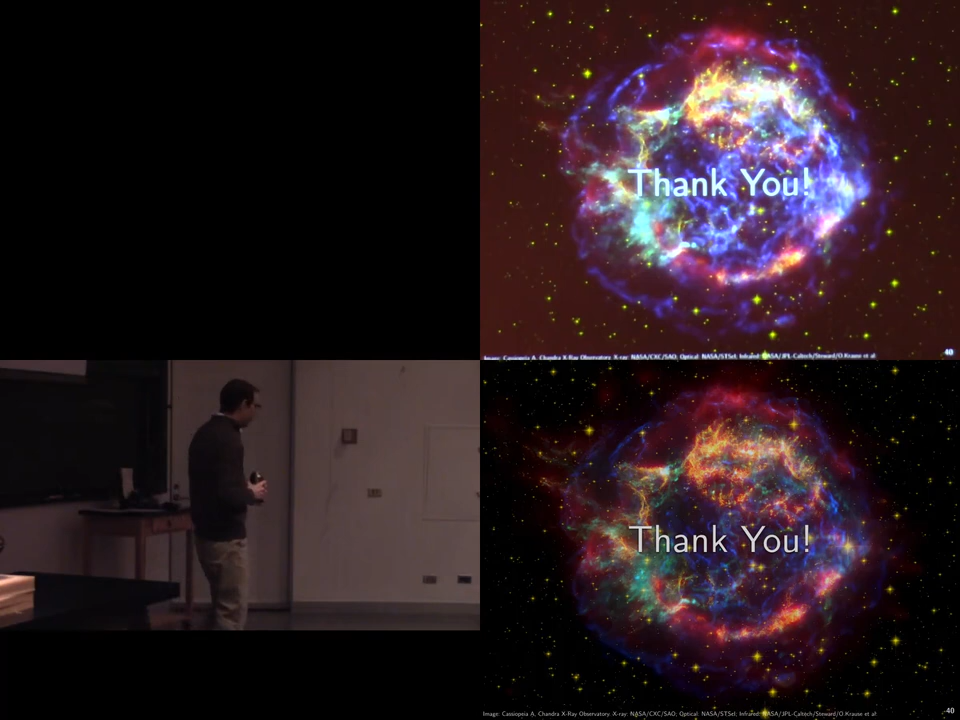 Thank You!
Image: Cassiopeia A, Chandra X-Ray Observatory X-ray: NASA/CXC/SAO; Optical: NASA/STScI; Infrared: NASA/JPL-Caltech/Steward/O.Krause et al.
40
Thank You!
Image: Cassiopeia A, Chandra X-Ray Observatory X-ray: NASA/CXC/SAO; Optical: NASA/STScI; Infrared: NASA/JPL-Caltech/Steward/O.Krause et al.
40